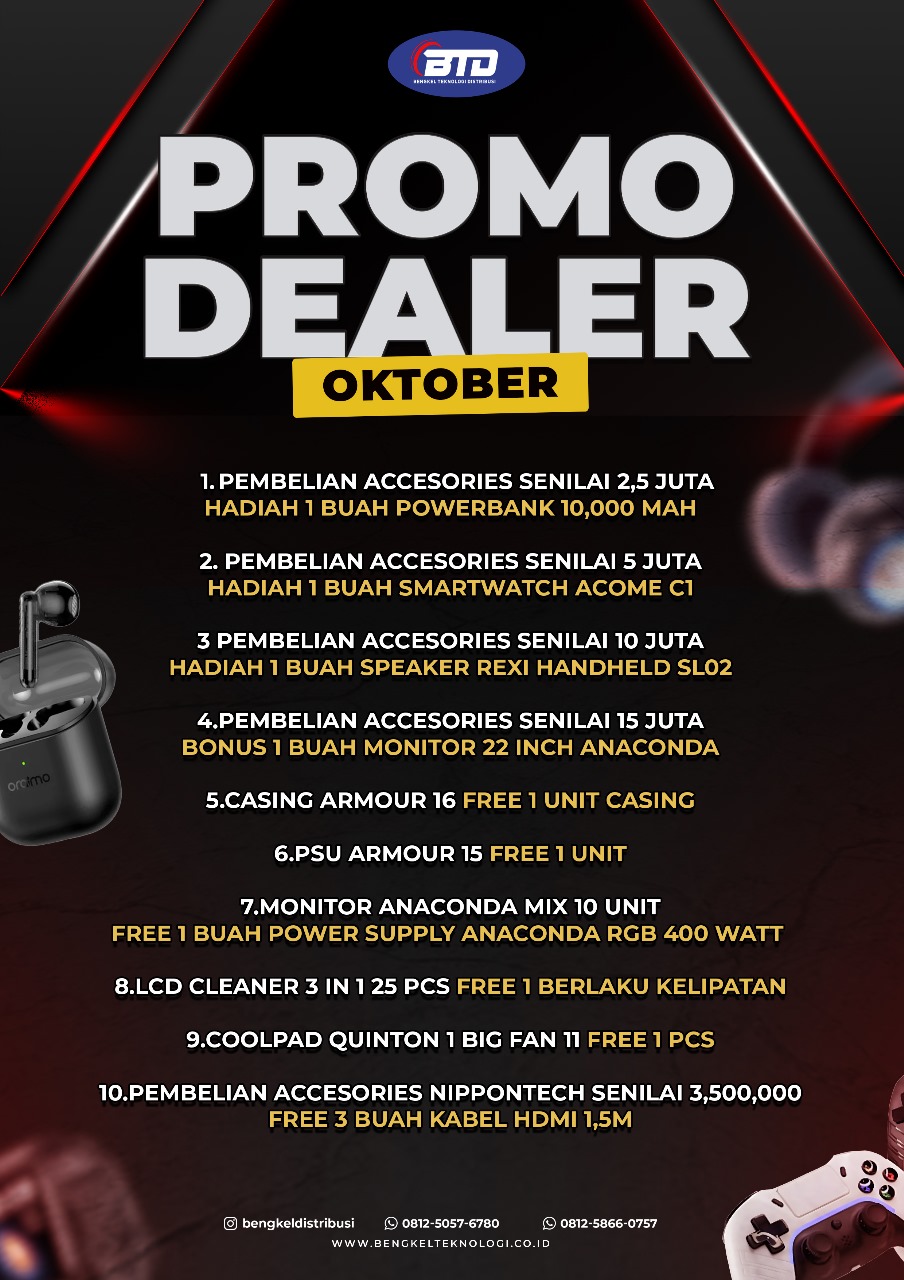 BTD
BENGKEL TEKNOLOGI DISTRIBUSI
PROMO
DEALER
OKTOBER
1. PEMBELIAN ACCESORIES SENILAI 2,5 JUTA
HADIAH 1 BUAH POWERBANK 10,000 MAH
2. PEMBELIAN ACCESORIES SENILAI 5 JUTA
HADIAH 1 BUAH SMARTWATCH ACOME C1
3 PEMBELIAN ACCESORIES SENILAI 10 JUTA
HADIAH 1 BUAH SPEAKER REXI HANDHELD SL02
4.PEMBELIAN ACCESORIES SENILAI 15 JUTA
BONUS 1 BUAH MONITOR 22 INCH ANACONDA
5.CASING ARMOUR 16 FREE 1 UNIT CASING
6.PSU ARMOUR 15 FREE 1 UNIT
7.MONITOR ANACONDA MIX 10 UNIT
FREE 1 BUAH POWER SUPPLY ANACONDA RGB 400 WATT
8.LCD CLEANER 3 IN 1 25 PCS FREE 1 BERLAKU KELIPATAN
9.COOLPAD QUINTON 1 BIG FAN 11 FREE 1 PCS
10.PEMBELIAN ACCESORIES NIPPONTECH SENILAI 3,500,000
FREE 3 BUAH KABEL HDMI 1,5M
oraimo
bengkeldistribusi 0812-5057-6780 0812-5866-0757
WWW.BENGKELTEKNOLOGI.CO.ID